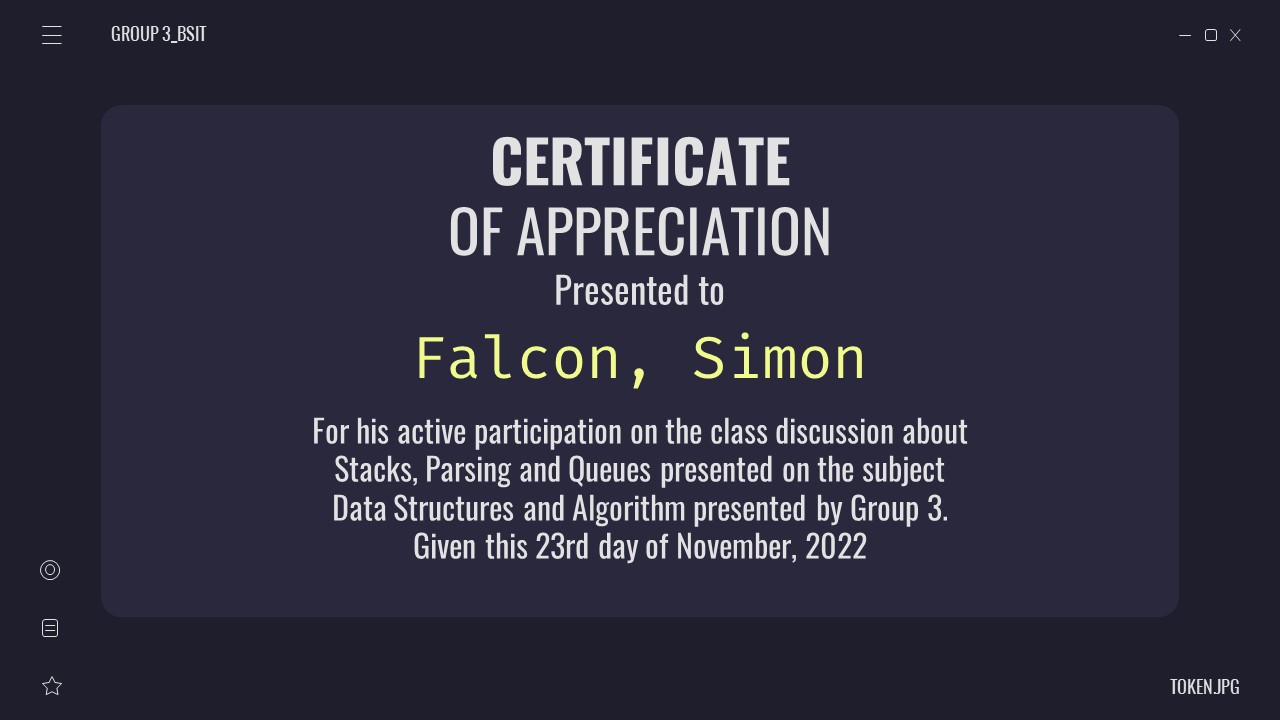 GROUP 3_BSIT
CERTIFICATE
OF APPRECIATION
Presented to
Falcon, Simon
For his active participation on the class discussion about
Stacks, Parsing and Queues presented on the subject
Data Structures and Algorithm presented by Group 3.
Given this 23rd day of November, 2022
TOKEN.JPG